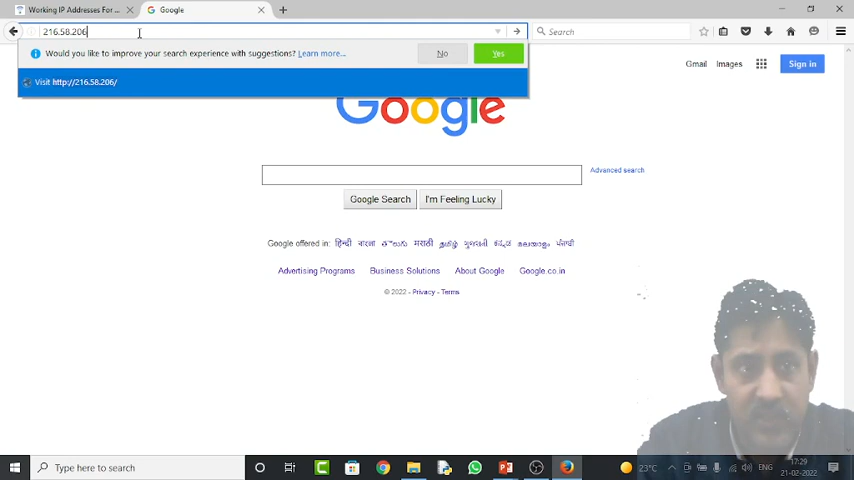 Working IP Addresses For ...
Google
216.58.206
Search
Would you like to improve your search experience with suggestions? Learn more...
No
Yes
Visit http://216.58.206/
Gmail Images
Sign in
Google
Advanced search
Google Search
I'm Feeling Lucky
Google offered in: हिन्दी বাংলা తెలుగు मराठी தமிழ் ગુજરાતી ಕನ್ನಡ മലയാളം ਪੰਜਾਬੀ
Advertising Programs Business Solutions About Google Google.co.in
© 2022 - Privacy - Terms
Type here to search
23°C
ENG
17:29
21-02-2022